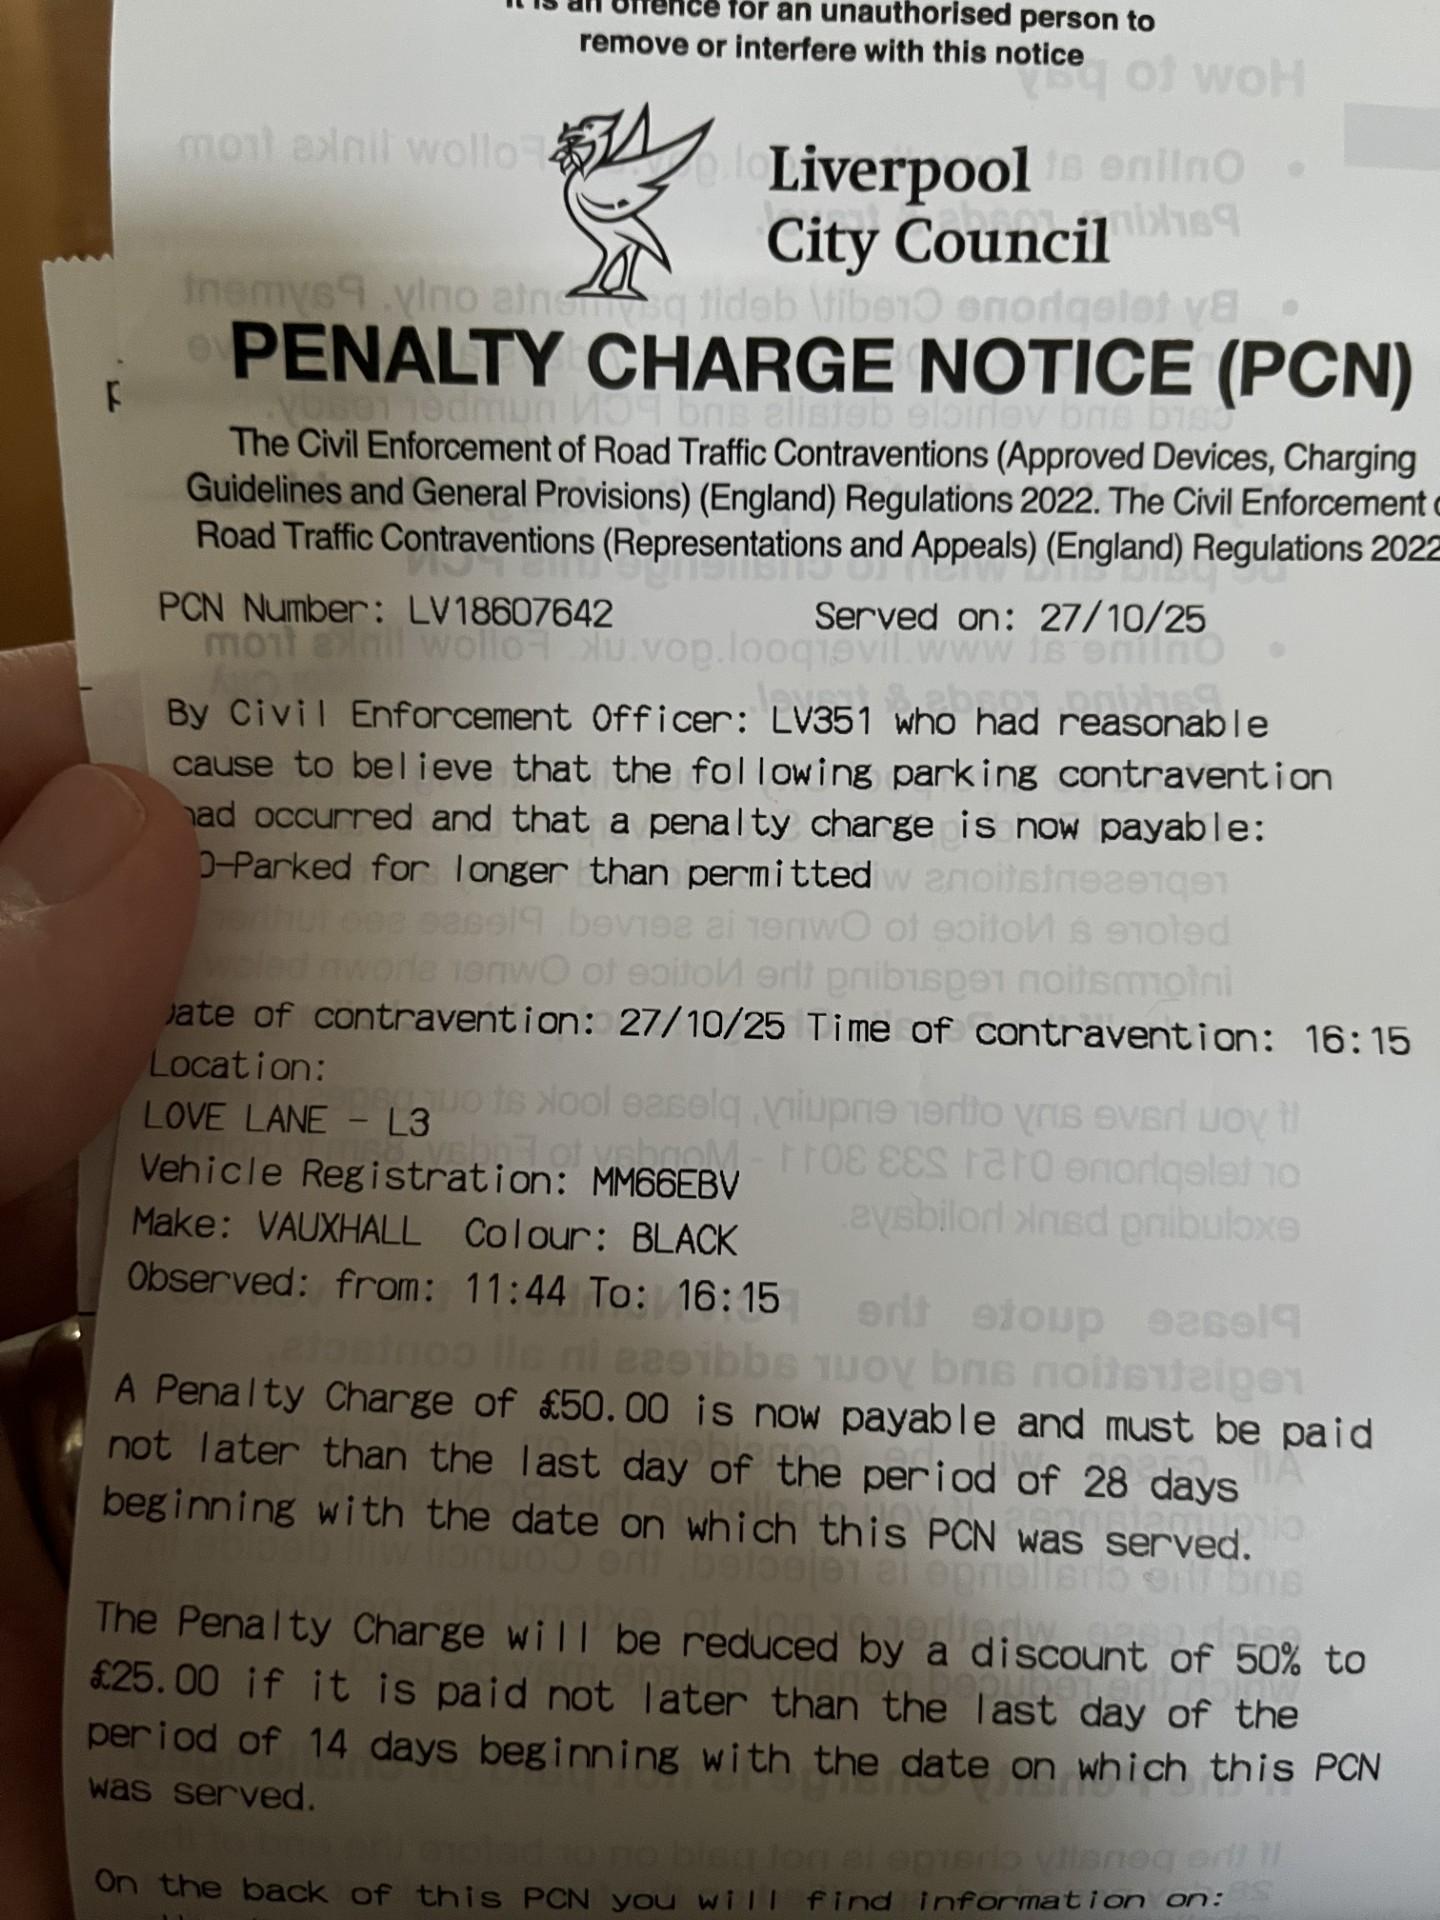 It is an offence for an unauthorised person to
remove or interfere with this notice
Liverpool
City Council
PENALTY CHARGE NOTICE (PCN)
The Civil Enforcement of Road Traffic Contraventions (Approved Devices, Charging
Guidelines and General Provisions) (England) Regulations 2022. The Civil Enforcement
Road Traffic Contraventions (Representations and Appeals) (England) Regulations 2022
PCN Number: LV18607642 Served on: 27/10/25
By Civil Enforcement Officer: LV351 who had reasonable
cause to believe that the following parking contravention
had occurred and that a penalty charge is now payable:
0-Parked for longer than permitted
Date of contravention: 27/10/25 Time of contravention: 16:15
Location:
LOVE LANE - L3
Vehicle Registration: MM66EBV
Make: VAUXHALL Colour: BLACK
Observed: from: 11:44 To: 16:15
A Penalty Charge of £50.00 is now payable and must be paid
not later than the last day of the period of 28 days
beginning with the date on which this PCN was served.
The Penalty Charge will be reduced by a discount of 50% to
£25.00 if it is paid not later than the last day of the
period of 14 days beginning with the date on which this PCN
was served.
On the back of this PCN you will find information on: